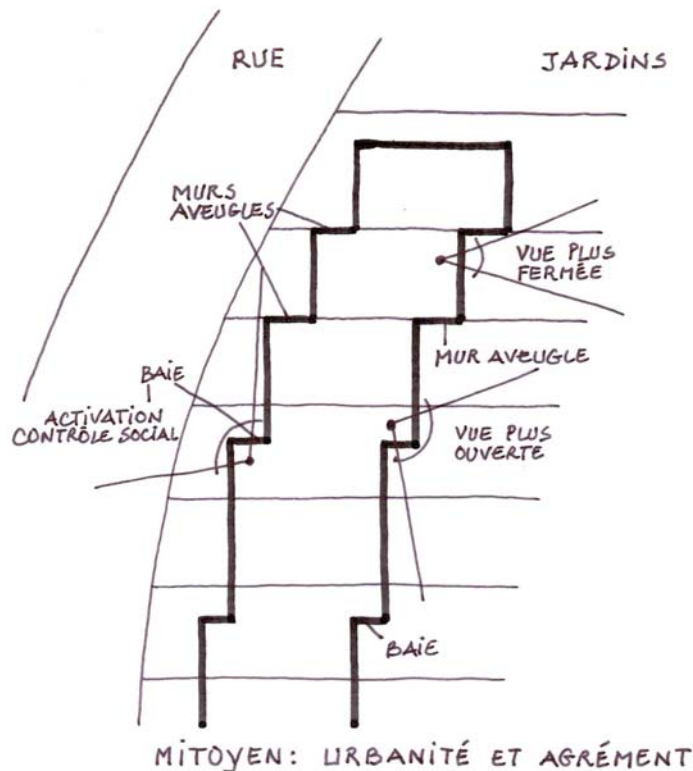 RUE
JARDINS
MURS
AVEUGLES
VUE PLUS
FERMÉE
MUR AVEUGLE
BAIE
ACTIVATION
CONTRÔLE SOCIAL
VUE PLUS
OUVERTE
BAIE
MITOYEN: URBANITÉ ET AGRÉMENT